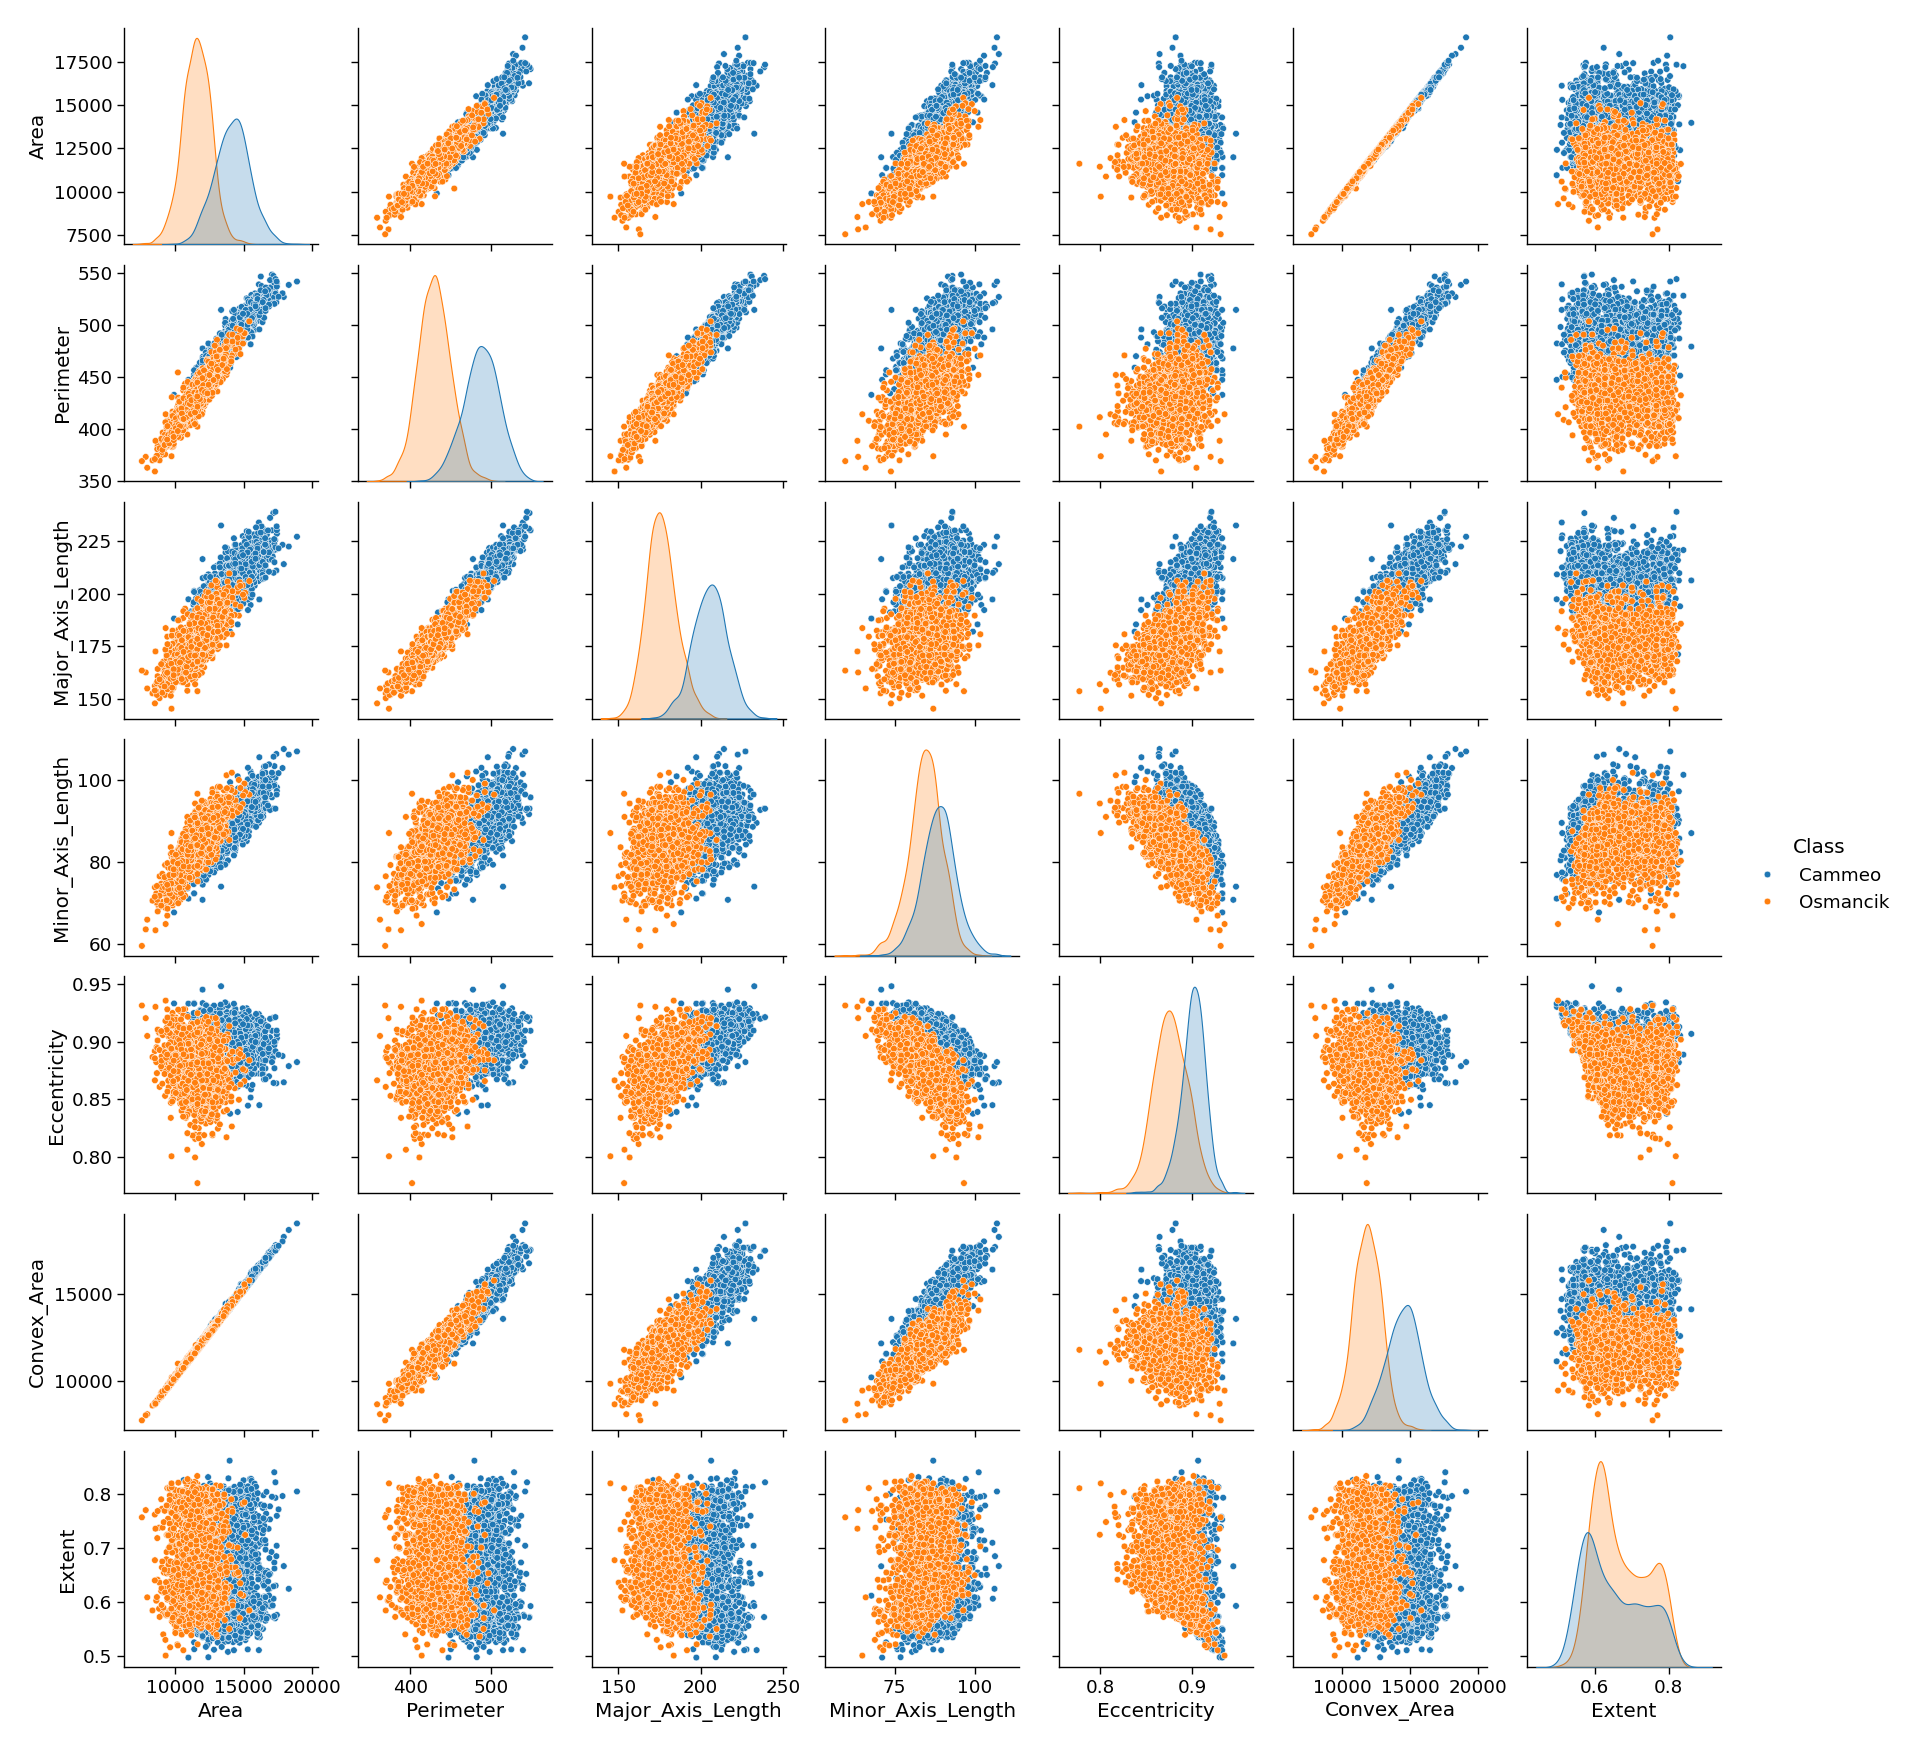 17500
15000
12500
10000
7500
Area
550
500
450
400
350
Perimeter
225
200
175
150
Major_Axis_Length
100
80
60
Minor_Axis_Length
Class
Cammeo
Osmancik
0.95
0.90
0.85
0.80
Eccentricity
15000
10000
Convex_Area
0.8
0.7
0.6
0.5
Extent
10000 15000 20000
400 500
150 200 250
75 100
0.8 0.9
10000 15000 20000
0.6 0.8
Area
Perimeter
Major_Axis_Length
Minor_Axis_Length
Eccentricity
Convex_Area
Extent